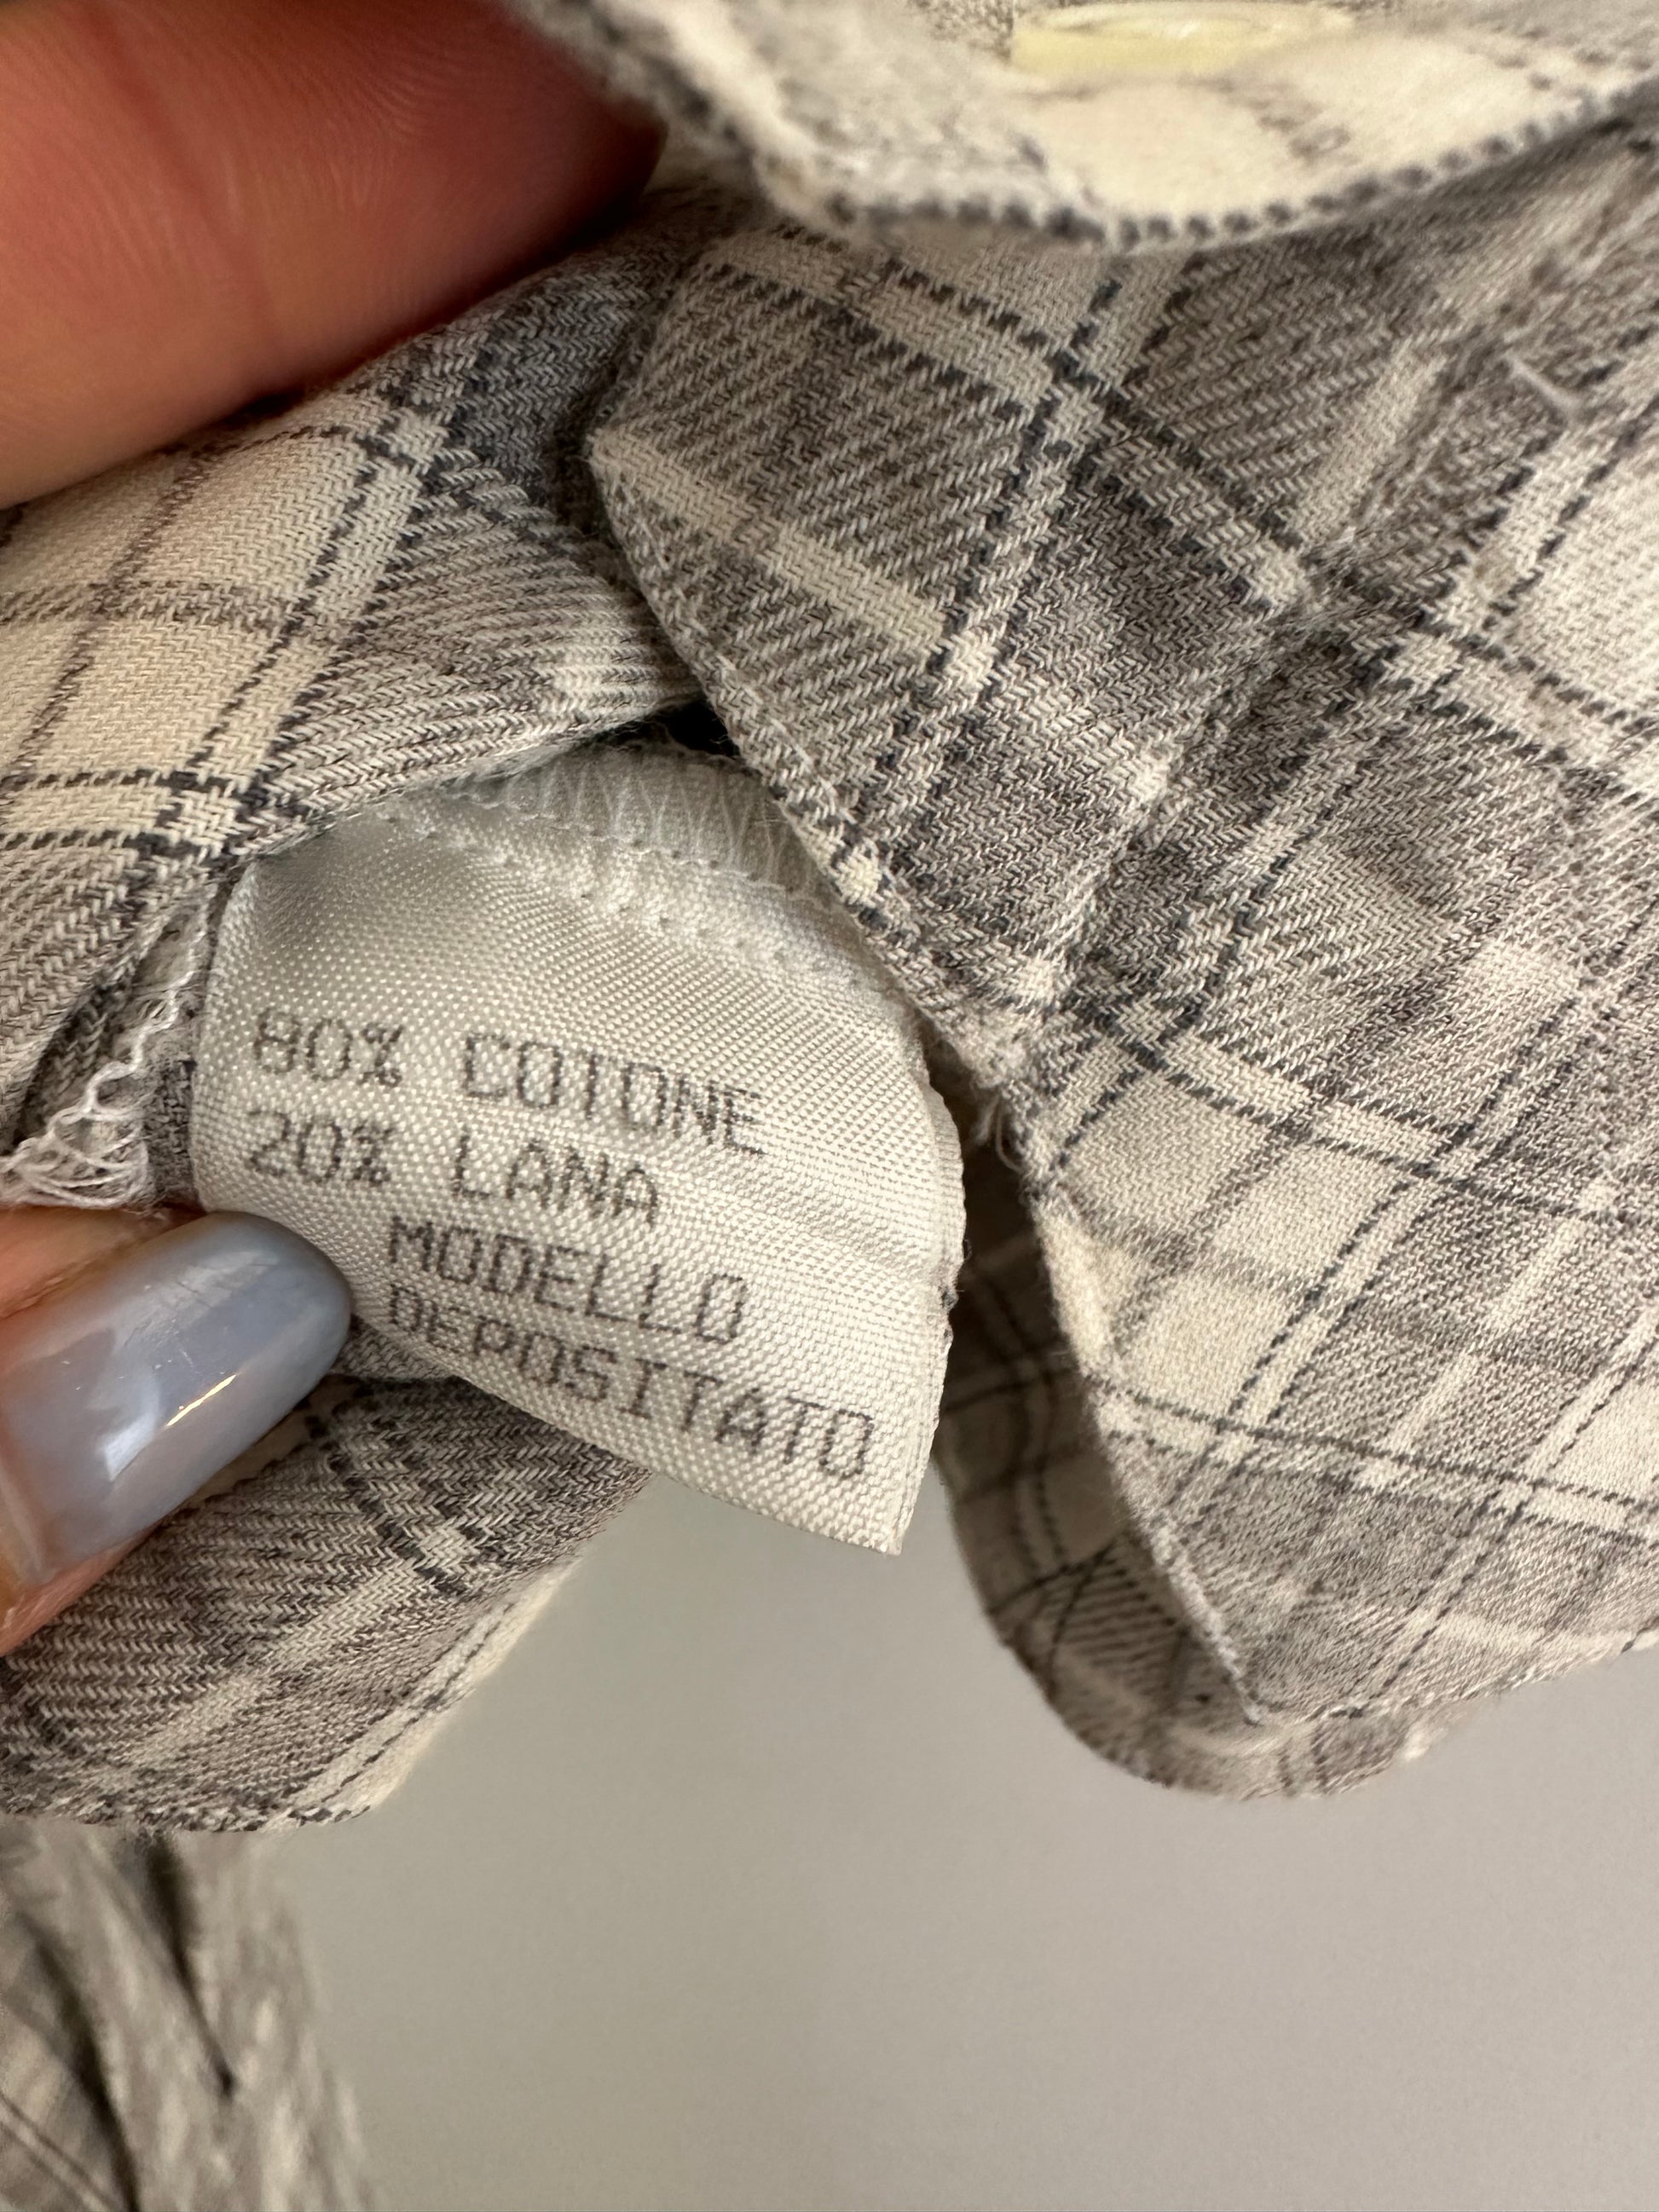 80% COTONE
20% LANA
MODELLO
DEPOSITATO